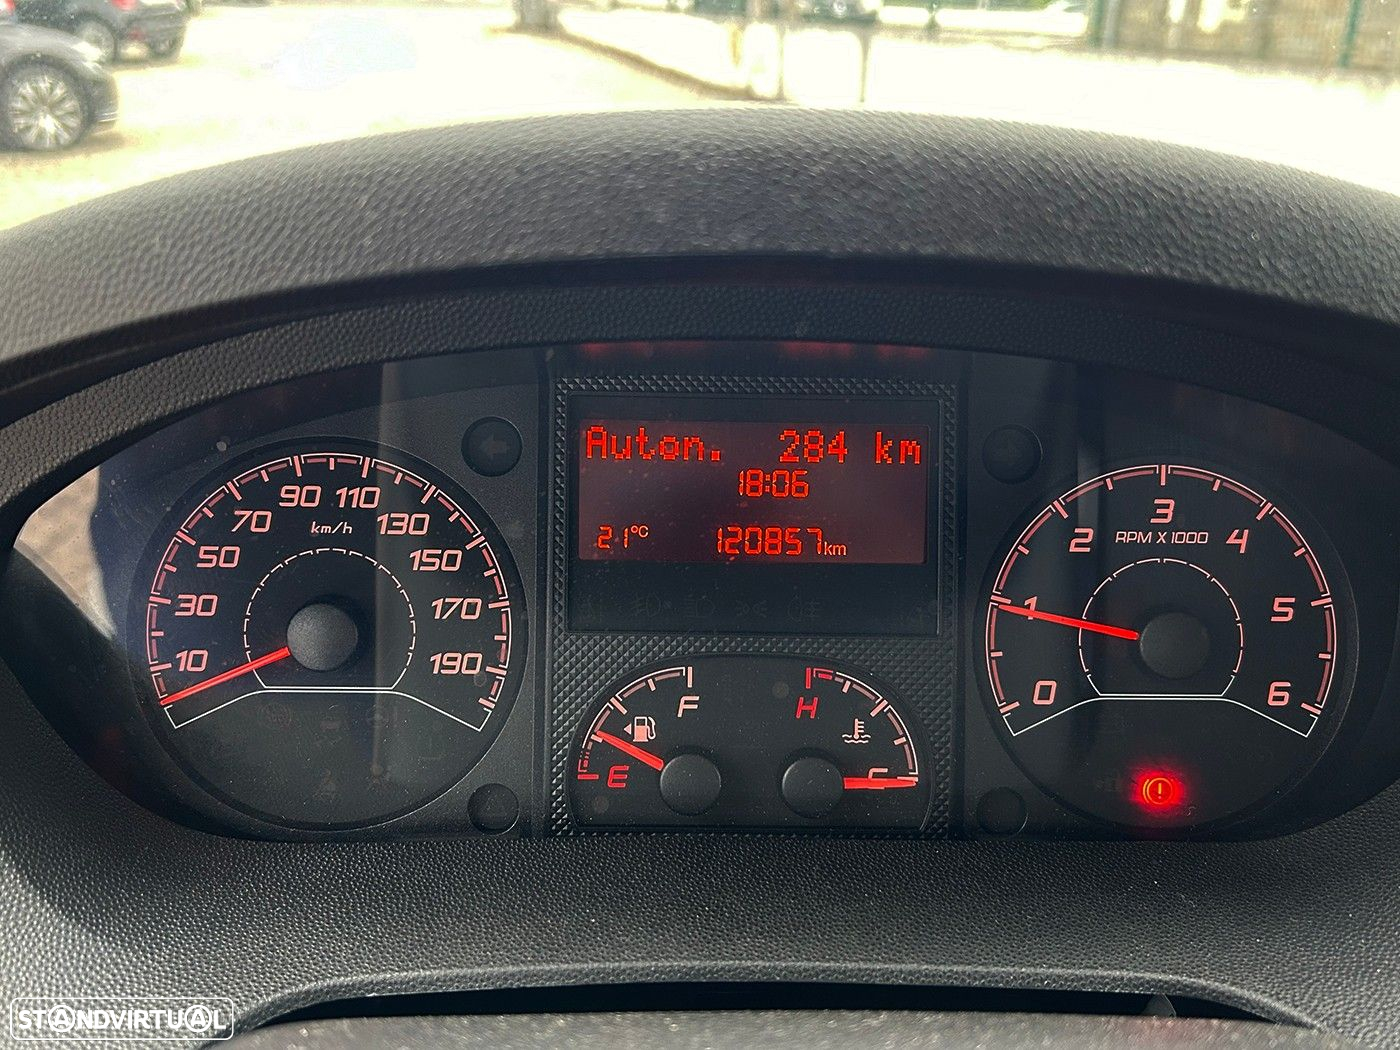 Auton. 284 km
18:06
21°C 120857km
10 30 50 70 90 110 130 150 170 190
km/h
0 1 2 3 4 5 6
RPM X 1000
E F
H C
STANDVIRTUAL